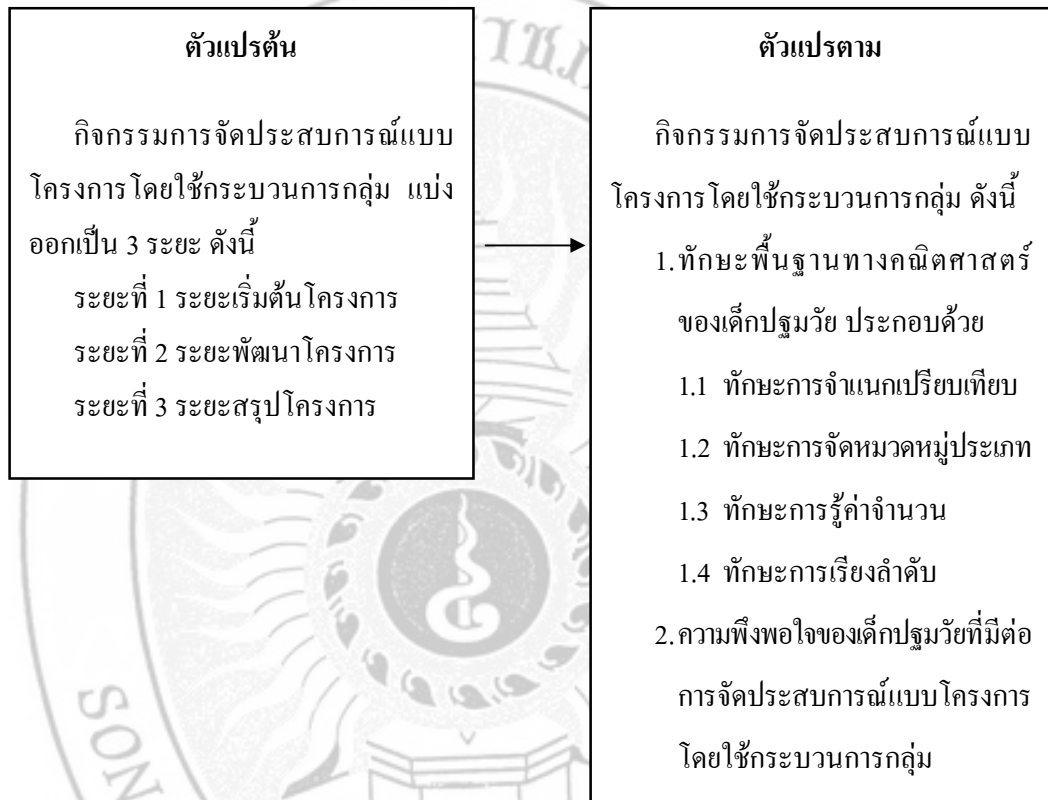 ตัวแปรต้น
กิจกรรมการจัดประสบการณ์แบบ
โครงการโดยใช้กระบวนการกลุ่ม แบ่ง
ออกเป็น 3 ระยะ ดังนี้
ระยะที่ 1 ระยะเริ่มต้นโครงการ
ระยะที่ 2 ระยะพัฒนาโครงการ
ระยะที่ 3 ระยะสรุปโครงการ
ตัวแปรตาม
กิจกรรมการจัดประสบการณ์แบบ
โครงการโดยใช้กระบวนการกลุ่ม ดังนี้
1. ทักษะพื้นฐานทางคณิตศาสตร์
ของเด็กปฐมวัย ประกอบด้วย
1.1 ทักษะการจำแนกเปรียบเทียบ
1.2 ทักษะการจัดหมวดหมู่ประเภท
1.3 ทักษะการรู้ค่าจำนวน
1.4 ทักษะการเรียงลำดับ
2. ความพึงพอใจของเด็กปฐมวัยที่มีต่อ
การจัดประสบการณ์แบบโครงการ
โดยใช้กระบวนการกลุ่ม
SON